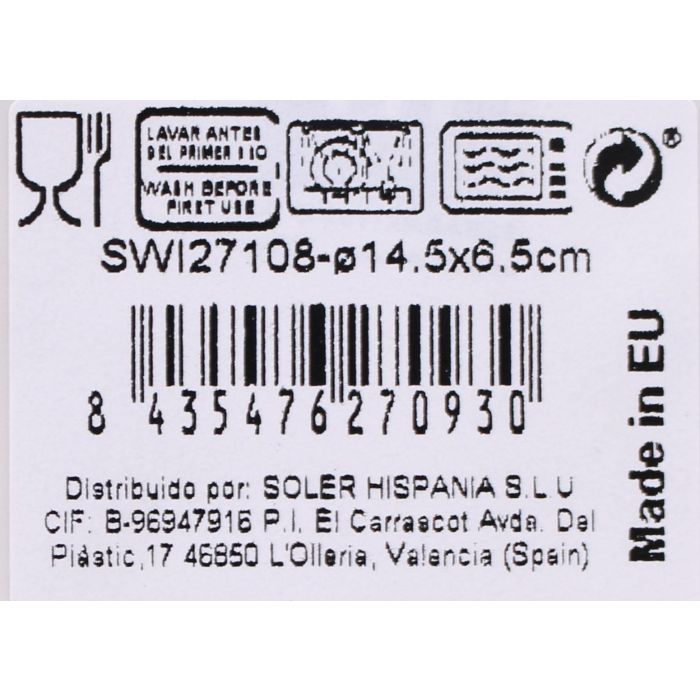 LAVAR ANTES
DEL PRIMER USO
WASH BEFORE
FIRST USE
®
SWI27108-ø14.5x6.5cm
8 435476 270930
Made in EU
Distribuido por: SOLER HISPANIA S.L.U
CIF: B-96947916 P.I. El Carrascot Avda. Del
Plàstic,17 46850 L'Olleria, Valencia (Spain)